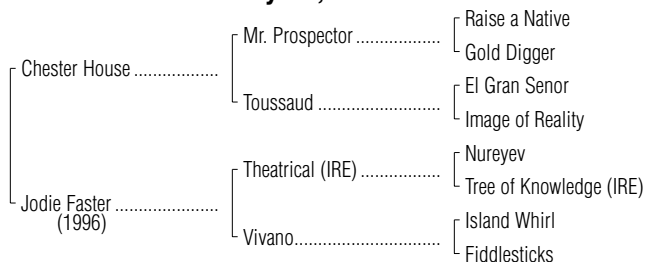 Raise a Native
Mr. Prospector ..................
Gold Digger
Chester House ..................
El Gran Senor
Toussaud ..........................
Image of Reality
Nureyev
Theatrical (IRE) .................
Tree of Knowledge (IRE)
Jodie Faster ......................
(1996)
Island Whirl
Vivano...............................
Fiddlesticks